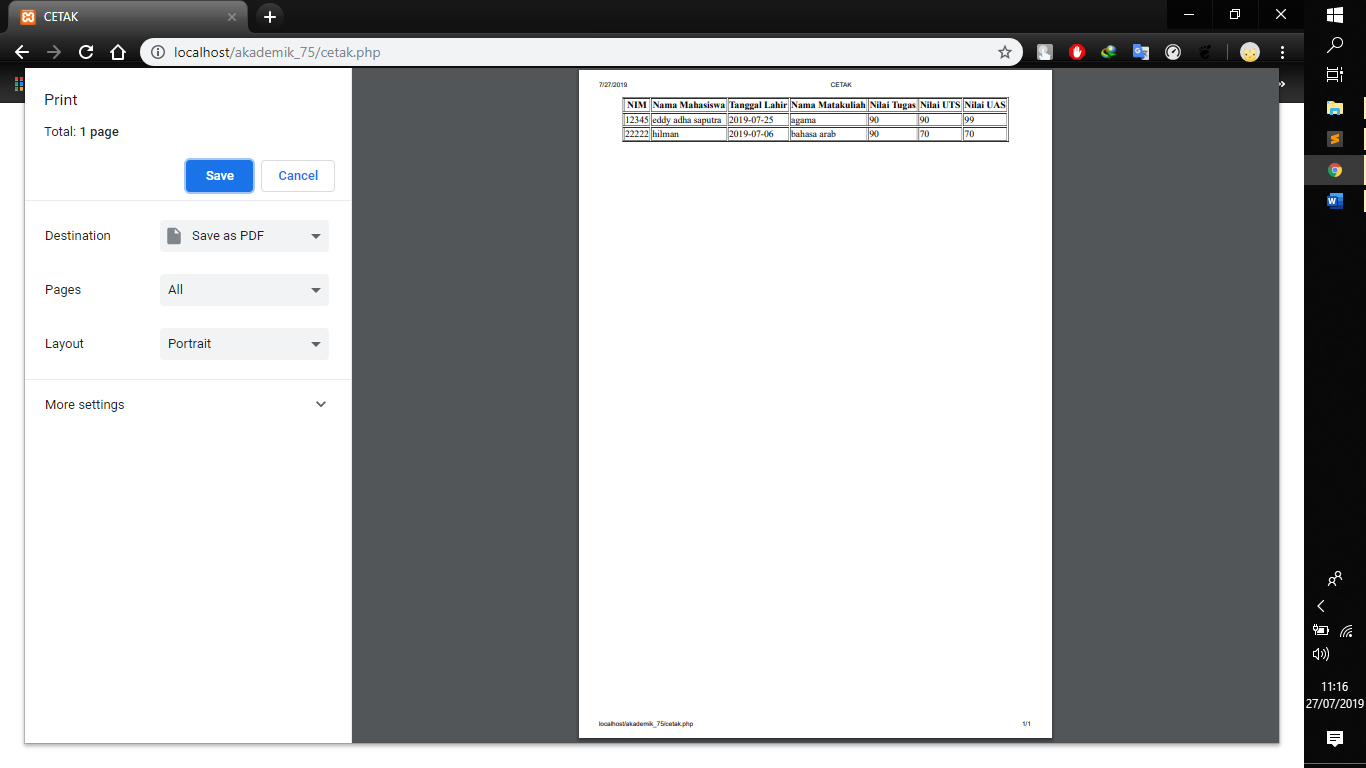 CETAK
localhost/akademik_75/cetak.php
Print
Total: 1 page
Save Cancel
Destination Save as PDF
Pages All
Layout Portrait
More settings
7/27/2019 CETAK
NIM Nama Mahasiswa Tanggal Lahir Nama Matakuliah Nilai Tugas Nilai UTS Nilai UAS
12345 eddy adha saputra 2019-07-25 agama 90 90 99
22222 hilman 2019-07-06 bahasa arab 90 70 70
localhost/akademik_75/cetak.php 1/1
11:16
27/07/2019